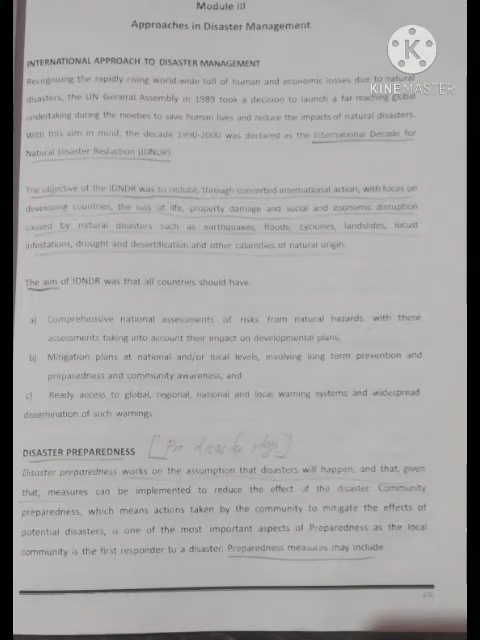 Module III
Approaches in Disaster Management
K
KINEMASTER
INTERNATIONAL APPROACH TO DISASTER MANAGEMENT
Recognising the rapidly rising world-wide toll of human and economic losses due to natural
disasters, the UN General Assembly in 1989 took a decision to launch a far reaching global
undertaking during the nineties to save human lives and reduce the impacts of natural disasters.
With this aim in mind, the decade 1990-2000 was declared as the International Decade for
Natural Disaster Reduction (IDNDR)
The objective of the IDNDR was to reduce, through concerted international action, with focus on
developing countries, the loss of life, property damage and social and economic disruption
caused by natural disasters such as earthquakes, floods, cyclones, landslides, locust
infestations, drought and desertification and other calamities of natural origin.
The aim of IDNDR was that all countries should have
a) Comprehensive national assessments of risks from natural hazards, with these
assessments taking into account their impact on developmental plans,
b) Mitigation plans at national and/or local levels, involving long term prevention and
preparedness and community awareness, and
c) Ready access to global, regional, national and local warning systems and widespread
dissemination of such warnings
DISASTER PREPAREDNESS [Pre disaster stage]
Disaster preparedness works on the assumption that disasters will happen, and that, given
that, measures can be implemented to reduce the effect of the disaster. Community
preparedness, which means actions taken by the community to mitigate the effects of
potential disasters, is one of the most important aspects of Preparedness as the local
community is the first responder to a disaster. Preparedness measures may include